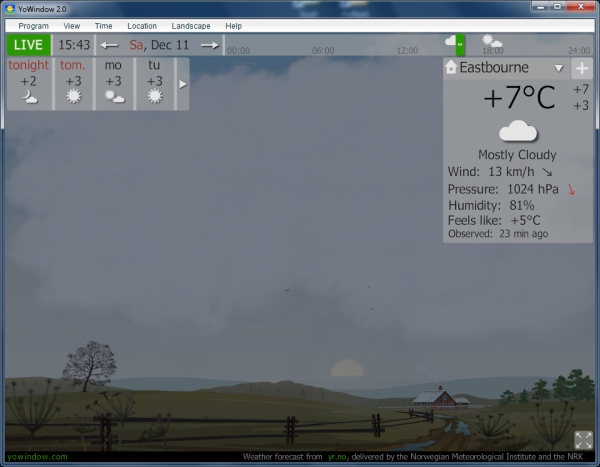 YoWindow 2.0
Program View Time Location Landscape Help
LIVE 15:43 Sa, Dec 11 00:00 06:00 12:00 18:00 24:00
tonight tom. mo tu
+2 +3 +3 +3
Eastbourne
+7°C +7
+3
Mostly Cloudy
Wind: 13 km/h
Pressure: 1024 hPa
Humidity: 81%
Feels like: +5°C
Observed: 23 min ago
yowindow.com Weather forecast from yr.no, delivered by the Norwegian Meteorological Institute and the NRK